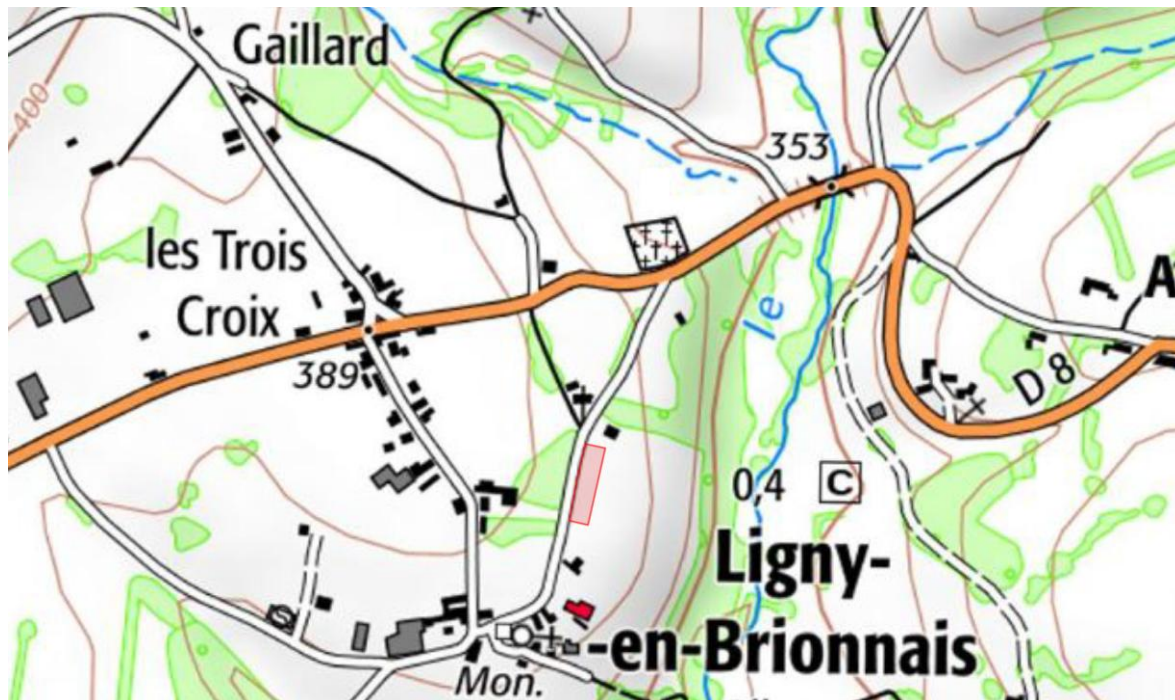 Gaillard
400
353
les Trois
Croix
389
le
A
D 8
0,4
C
Ligny-
-en-Brionnais
Mon.